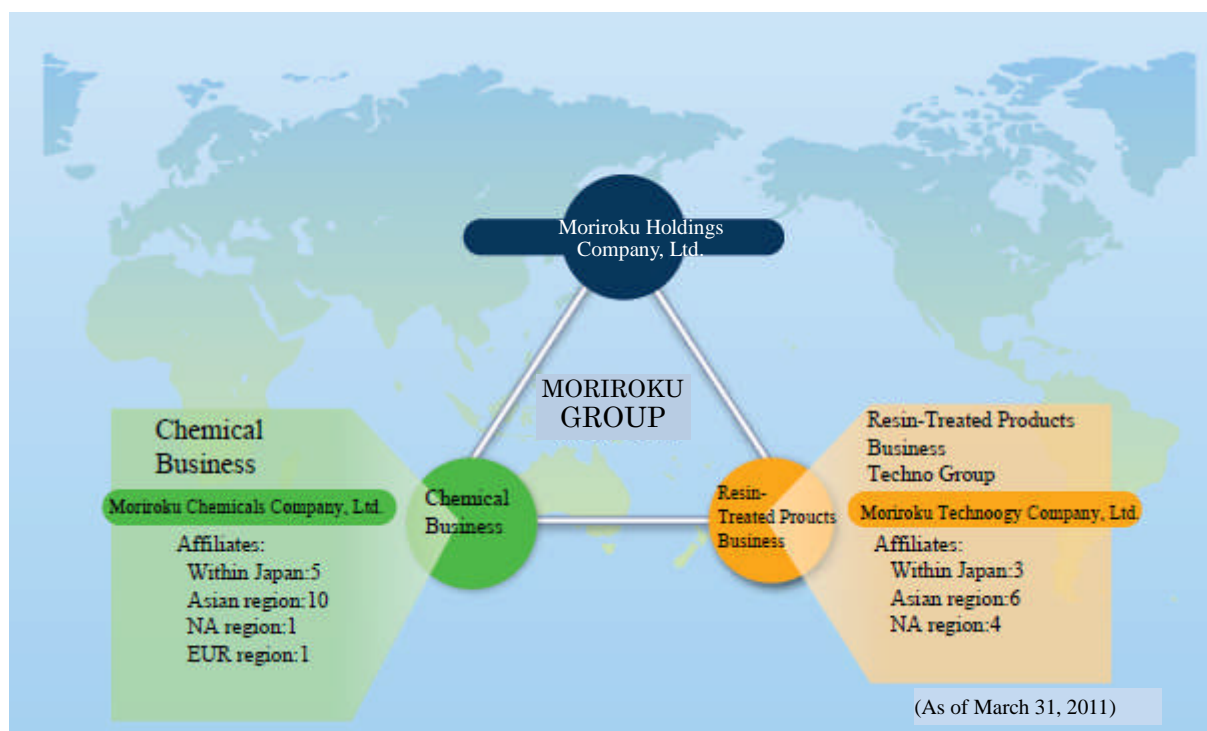 Moriroku Holdings
Company, Ltd.
MORIROKU
GROUP
Chemical
Business
Moriroku Chemicals Company, Ltd.
Affiliates:
Within Japan:5
Asian region:10
NA region:1
EUR region:1
Chemical
Business
Resin-
Treated Proucts
Business
Resin-Treated Products
Business
Techno Group
Moriroku Technoogy Company, Ltd.
Affiliates:
Within Japan:3
Asian region:6
NA region:4
(As of March 31, 2011)